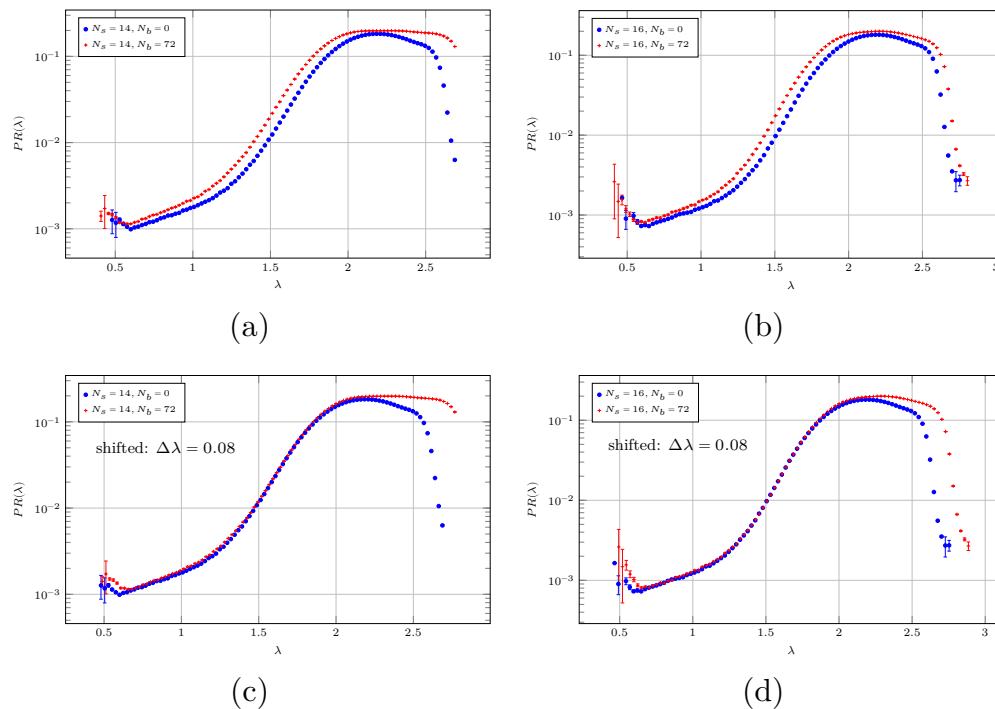 N_s = 14, N_b = 0
N_s = 14, N_b = 72
PR(λ)
10^{-1}
10^{-2}
10^{-3}
0.5 1 1.5 2 2.5
λ
(a)
N_s = 16, N_b = 0
N_s = 16, N_b = 72
PR(λ)
10^{-1}
10^{-2}
10^{-3}
0.5 1 1.5 2 2.5 3
λ
(b)
N_s = 14, N_b = 0
N_s = 14, N_b = 72
shifted: Δλ = 0.08
PR(λ)
10^{-1}
10^{-2}
10^{-3}
0.5 1 1.5 2 2.5
λ
(c)
N_s = 16, N_b = 0
N_s = 16, N_b = 72
shifted: Δλ = 0.08
PR(λ)
10^{-1}
10^{-2}
10^{-3}
0.5 1 1.5 2 2.5 3
λ
(d)